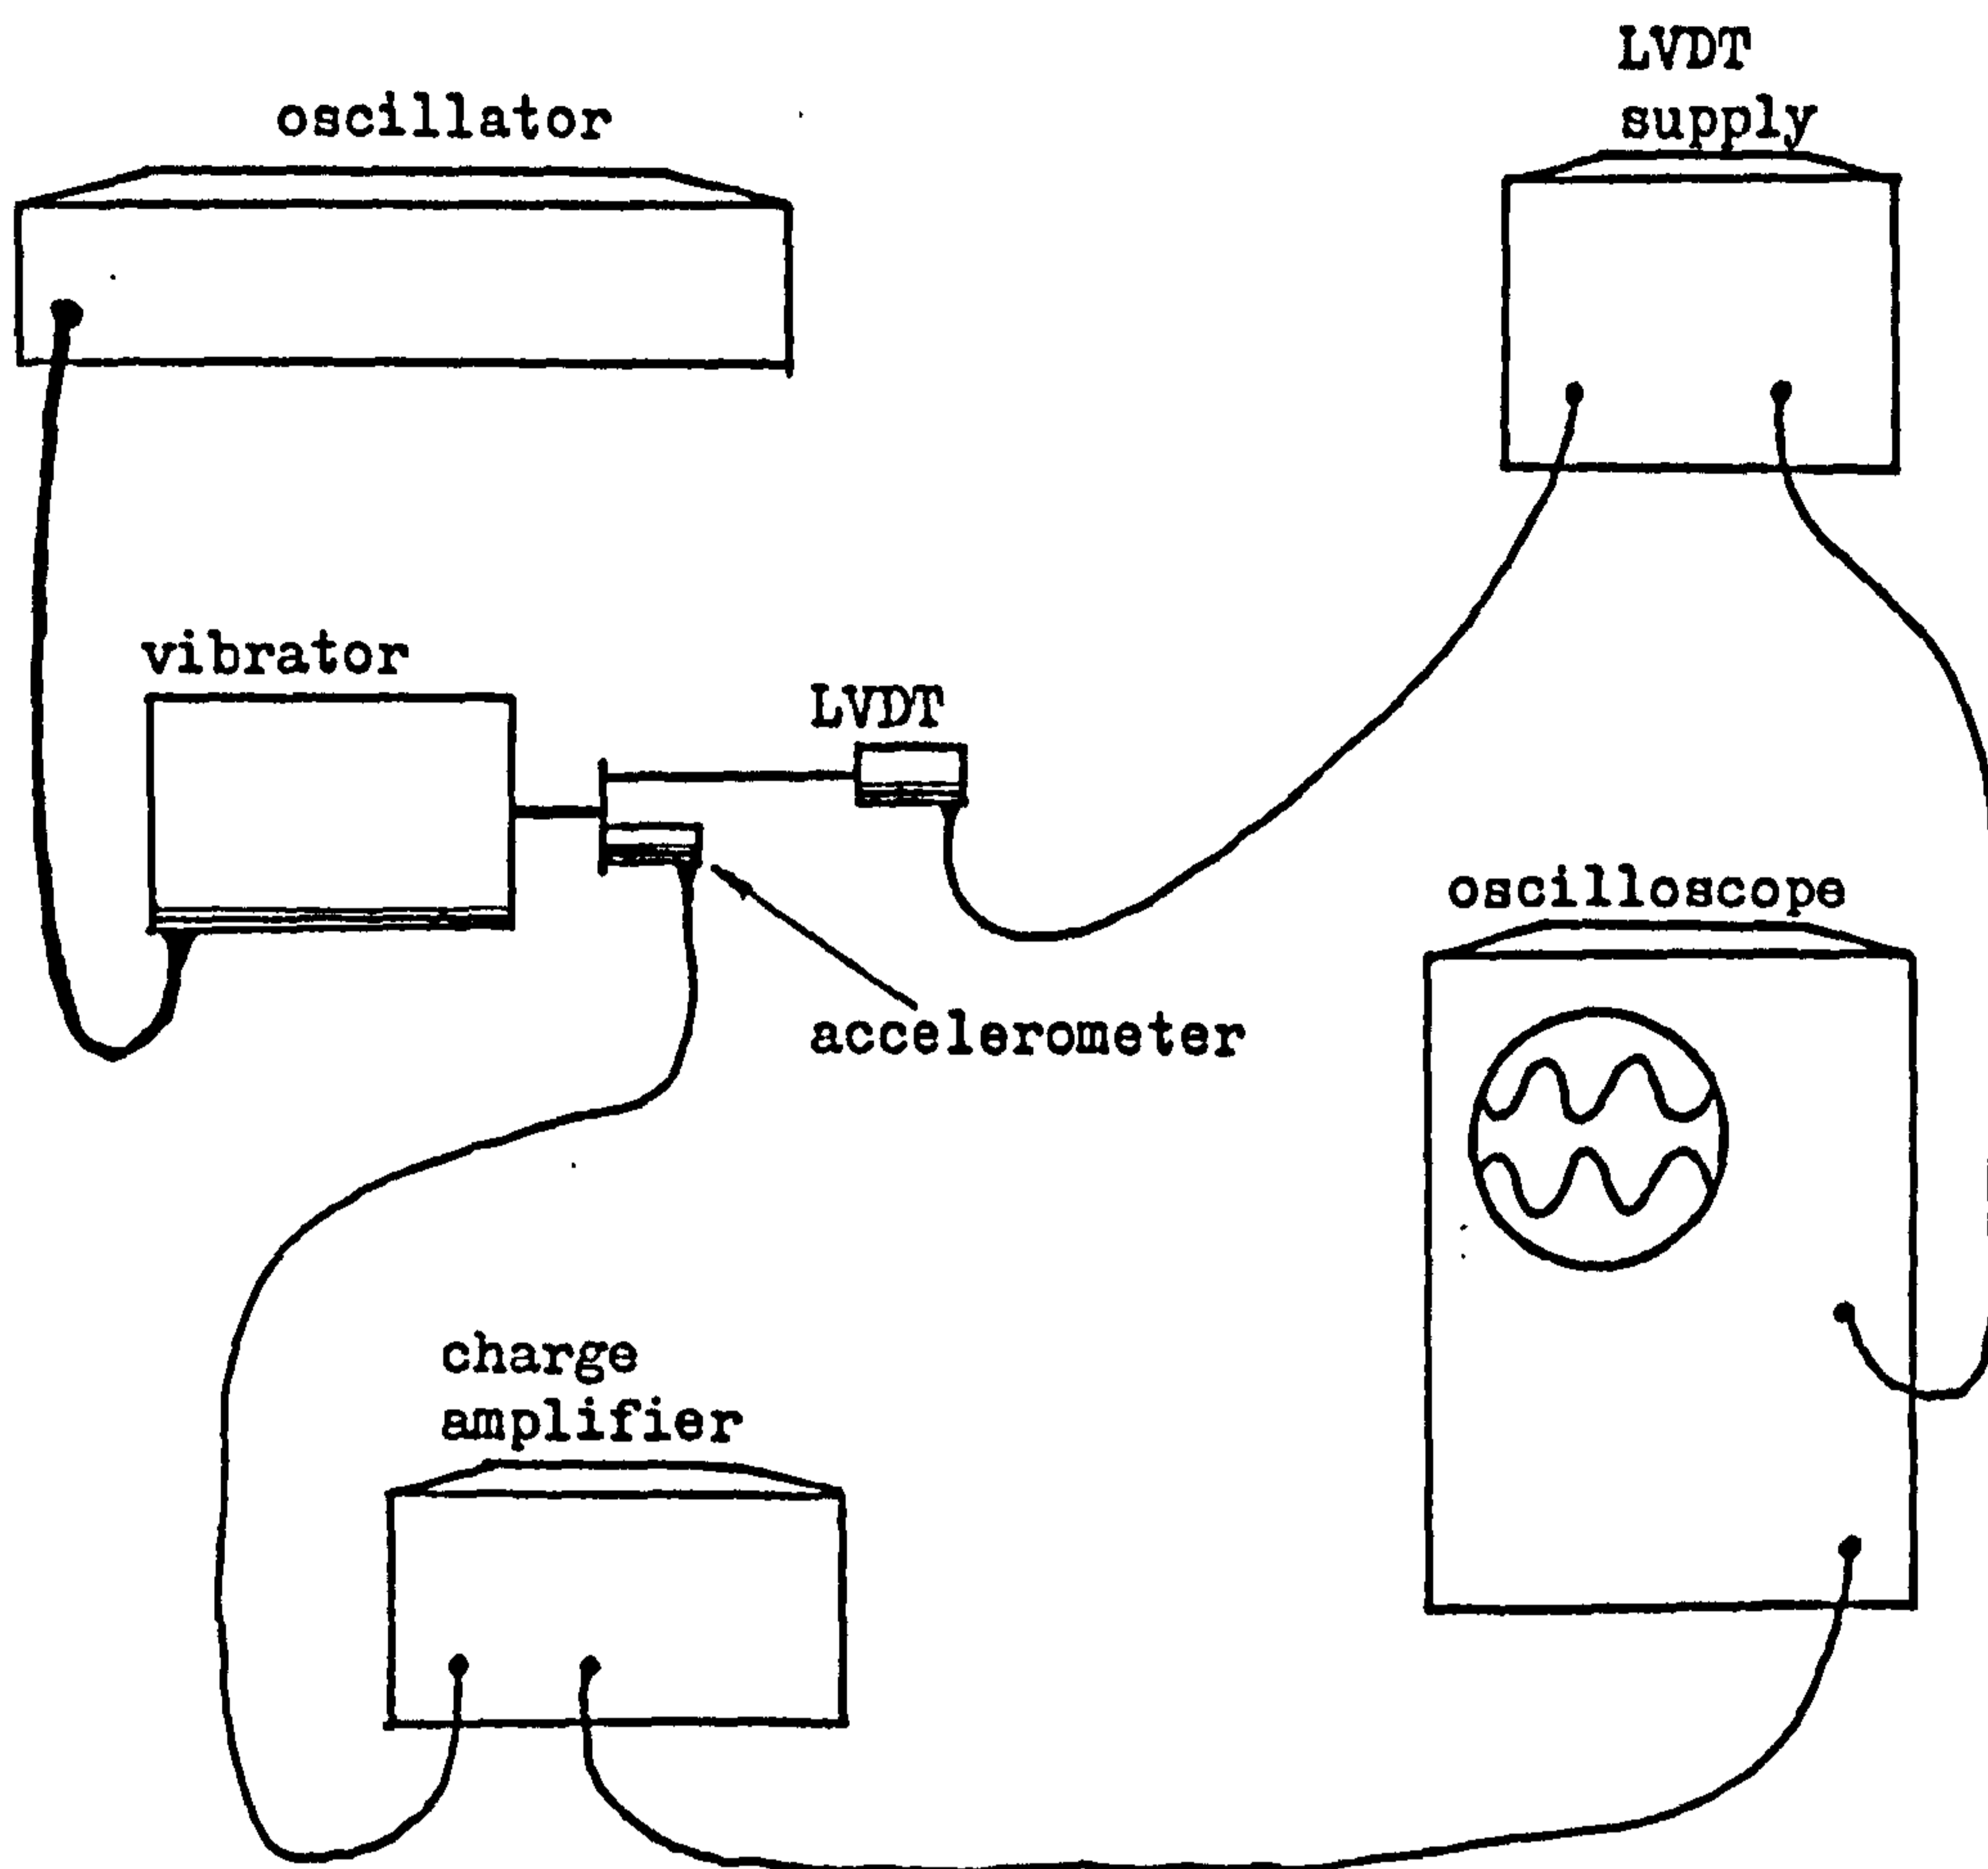 LVDT
supply
oscillator
vibrator
LVDT
oscilloscope
accelerometer
charge
amplifier